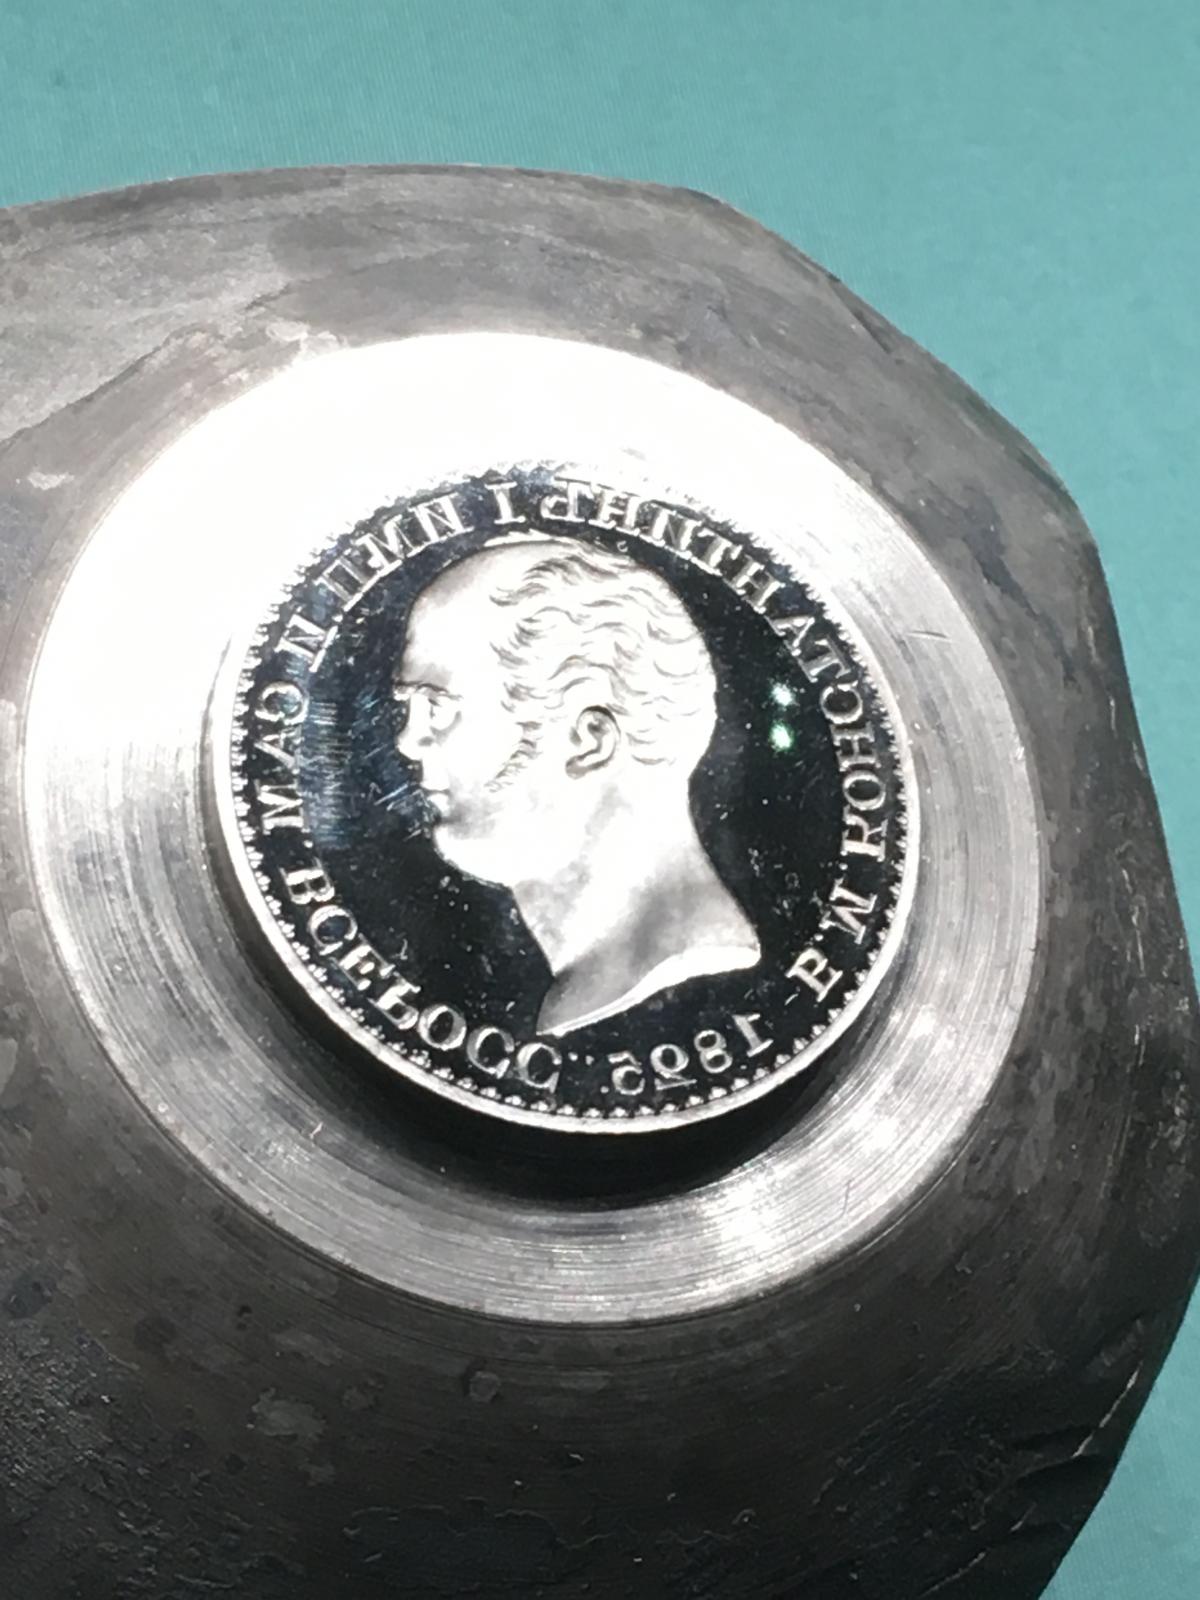 Б. М. КОНСТАНТИНЪ I ИМП. И САМ. ВСЕРОСС.
1825.